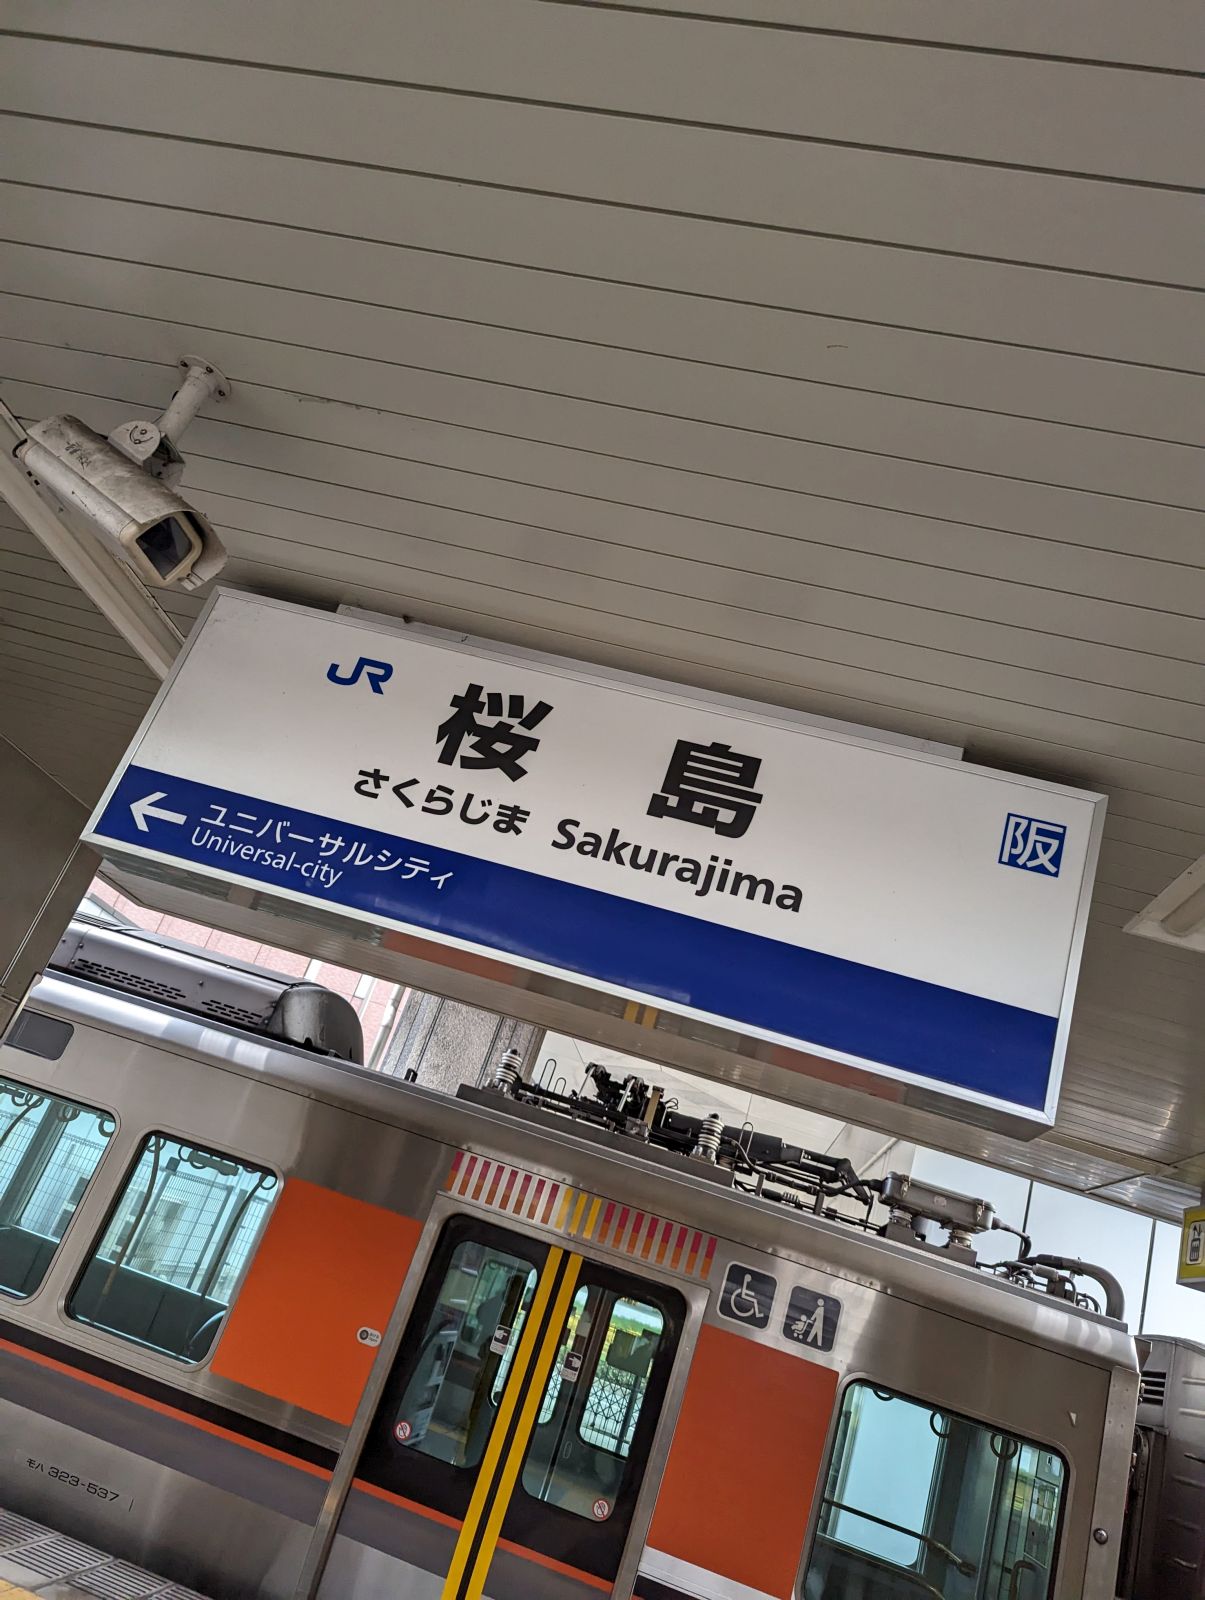 JR
桜島
さくらじま Sakurajima
阪
← ユニバーサルシティ
Universal-city
モハ 323-537